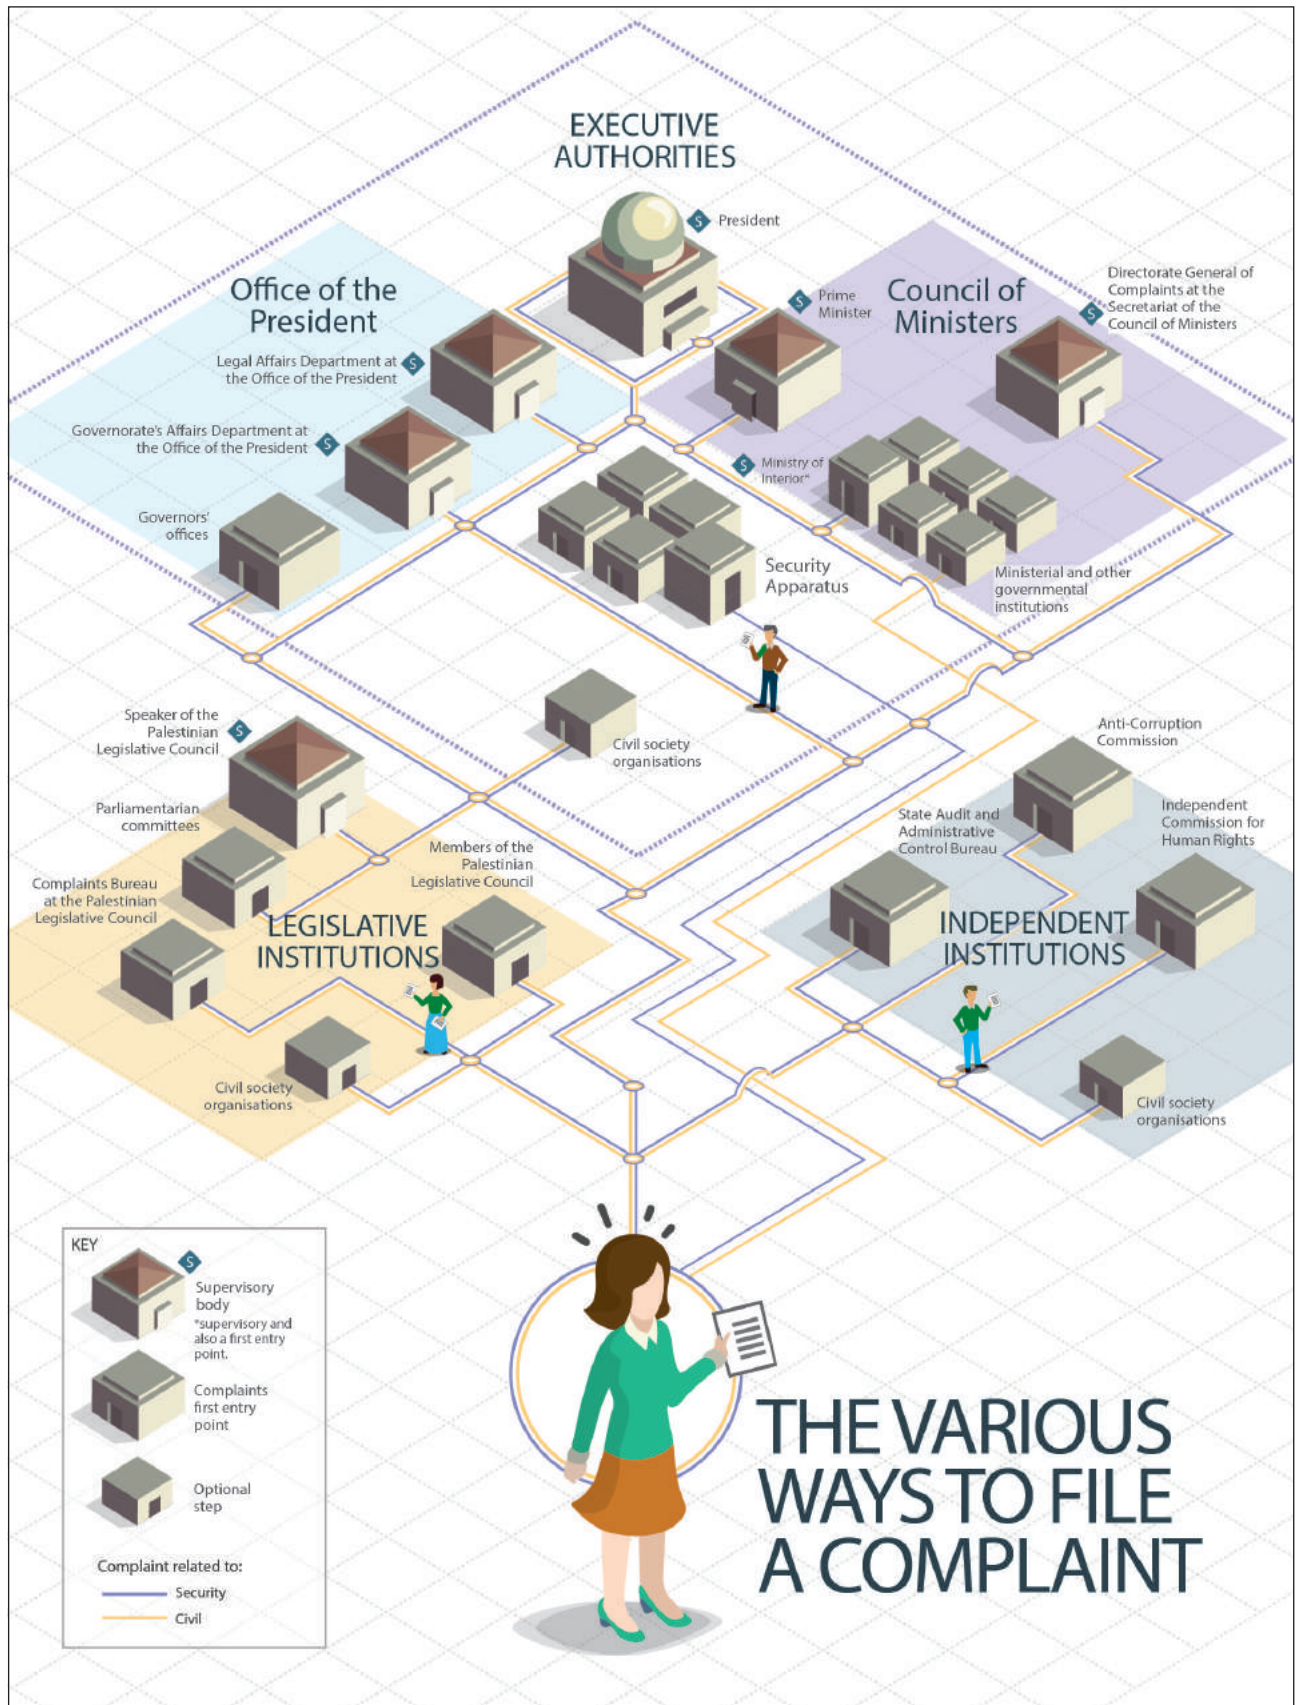 EXECUTIVE
AUTHORITIES
S
President
Office of the
President
S
Prime
Minister
Council of
Ministers
Directorate General of
Complaints at the
Secretariat of the
Council of Ministers
S
Legal Affairs Department at
the Office of the President
S
Governorate's Affairs Department at
the Office of the President
S
S
Ministry of
Interior*
Governors'
offices
Security
Apparatus
Ministerial and other
governmental
institutions
Speaker of the
Palestinian
Legislative Council
S
Civil society
organisations
Anti-Corruption
Commission
Parliamentarian
committees
State Audit and
Administrative
Control Bureau
Independent
Commission for
Human Rights
Members of the
Palestinian
Legislative Council
Complaints Bureau
at the Palestinian
Legislative Council
LEGISLATIVE
INSTITUTIONS
INDEPENDENT
INSTITUTIONS
Civil society
organisations
Civil society
organisations
KEY
S
Supervisory
body
*supervisory and
also a first entry
point.
Complaints
first entry
point
Optional
step
Complaint related to:
Security
Civil
THE VARIOUS
WAYS TO FILE
A COMPLAINT